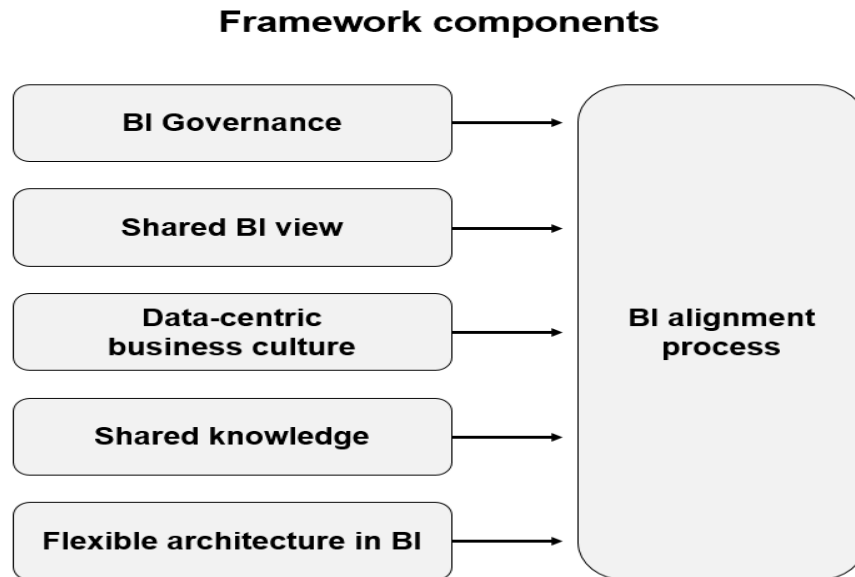 Framework components
BI Governance
Shared BI view
Data-centric
business culture
Shared knowledge
Flexible architecture in BI
BI alignment
process